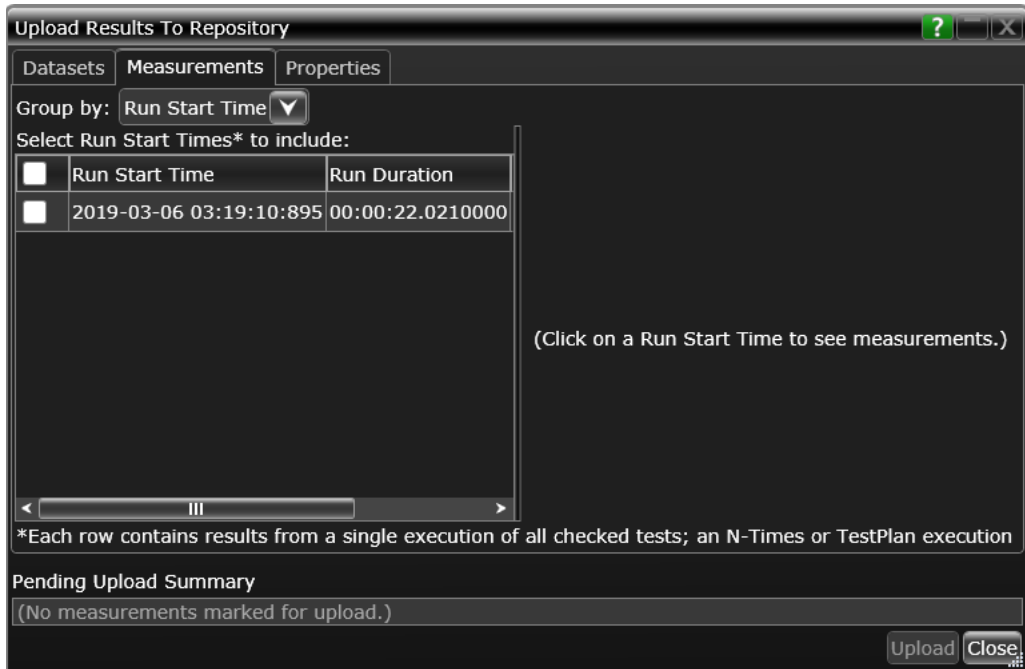 Upload Results To Repository
Datasets Measurements Properties
Group by: Run Start Time
Select Run Start Times* to include:
Run Start Time Run Duration
2019-03-06 03:19:10:895 00:00:22.0210000
(Click on a Run Start Time to see measurements.)
*Each row contains results from a single execution of all checked tests; an N-Times or TestPlan execution
Pending Upload Summary
(No measurements marked for upload.)
Upload Close